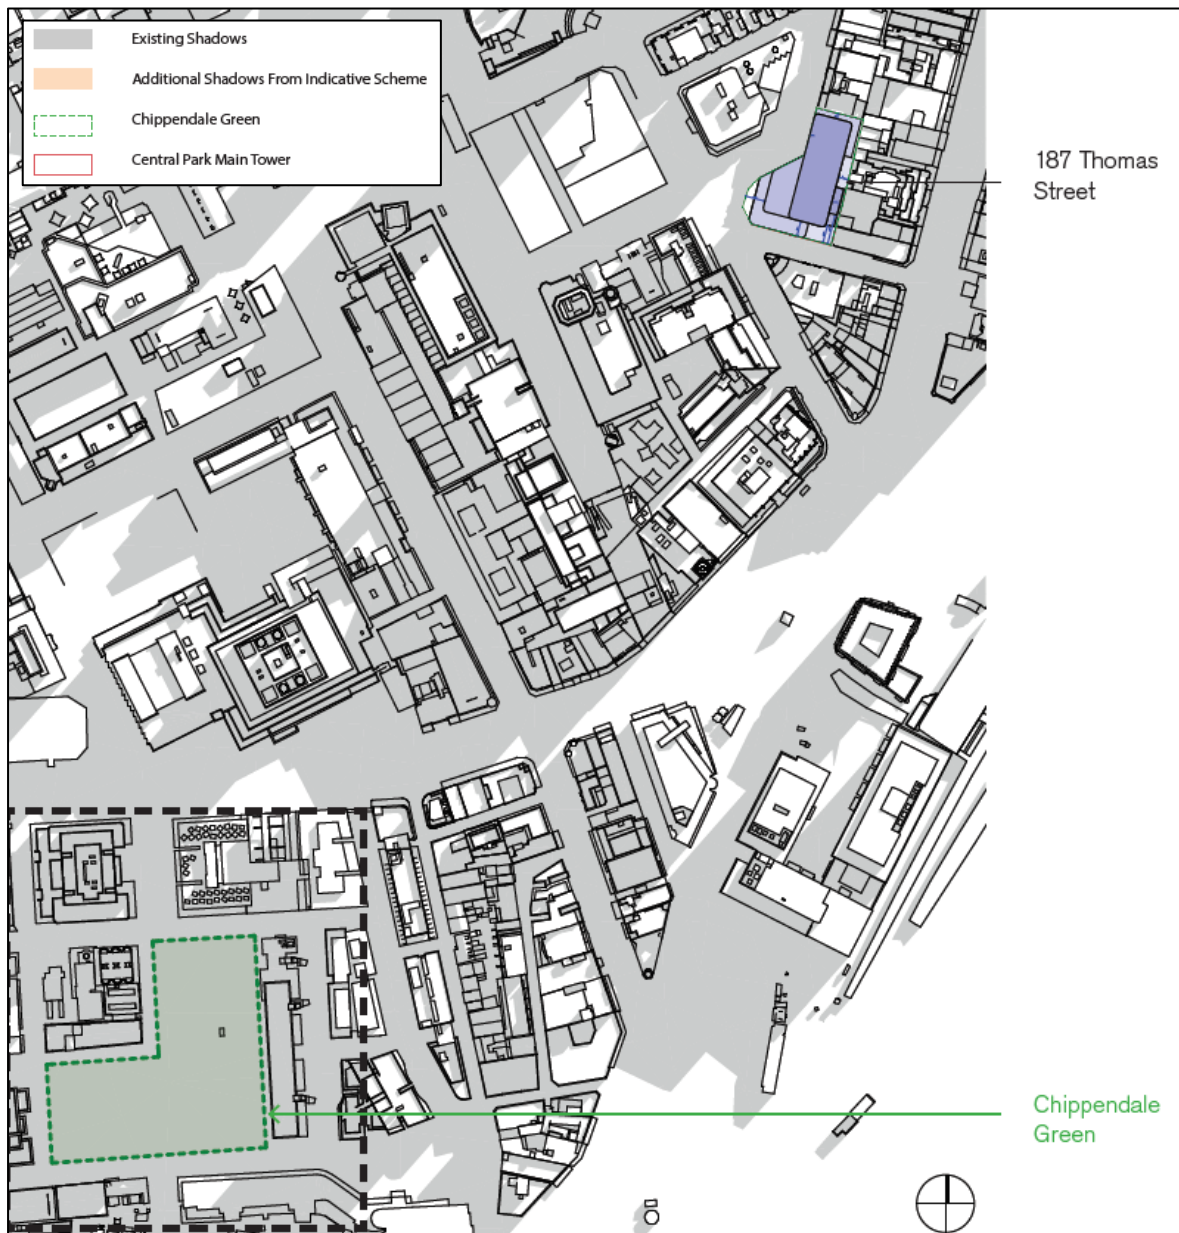 Existing Shadows
Additional Shadows From Indicative Scheme
Chippendale Green
Central Park Main Tower
187 Thomas
Street
Chippendale
Green